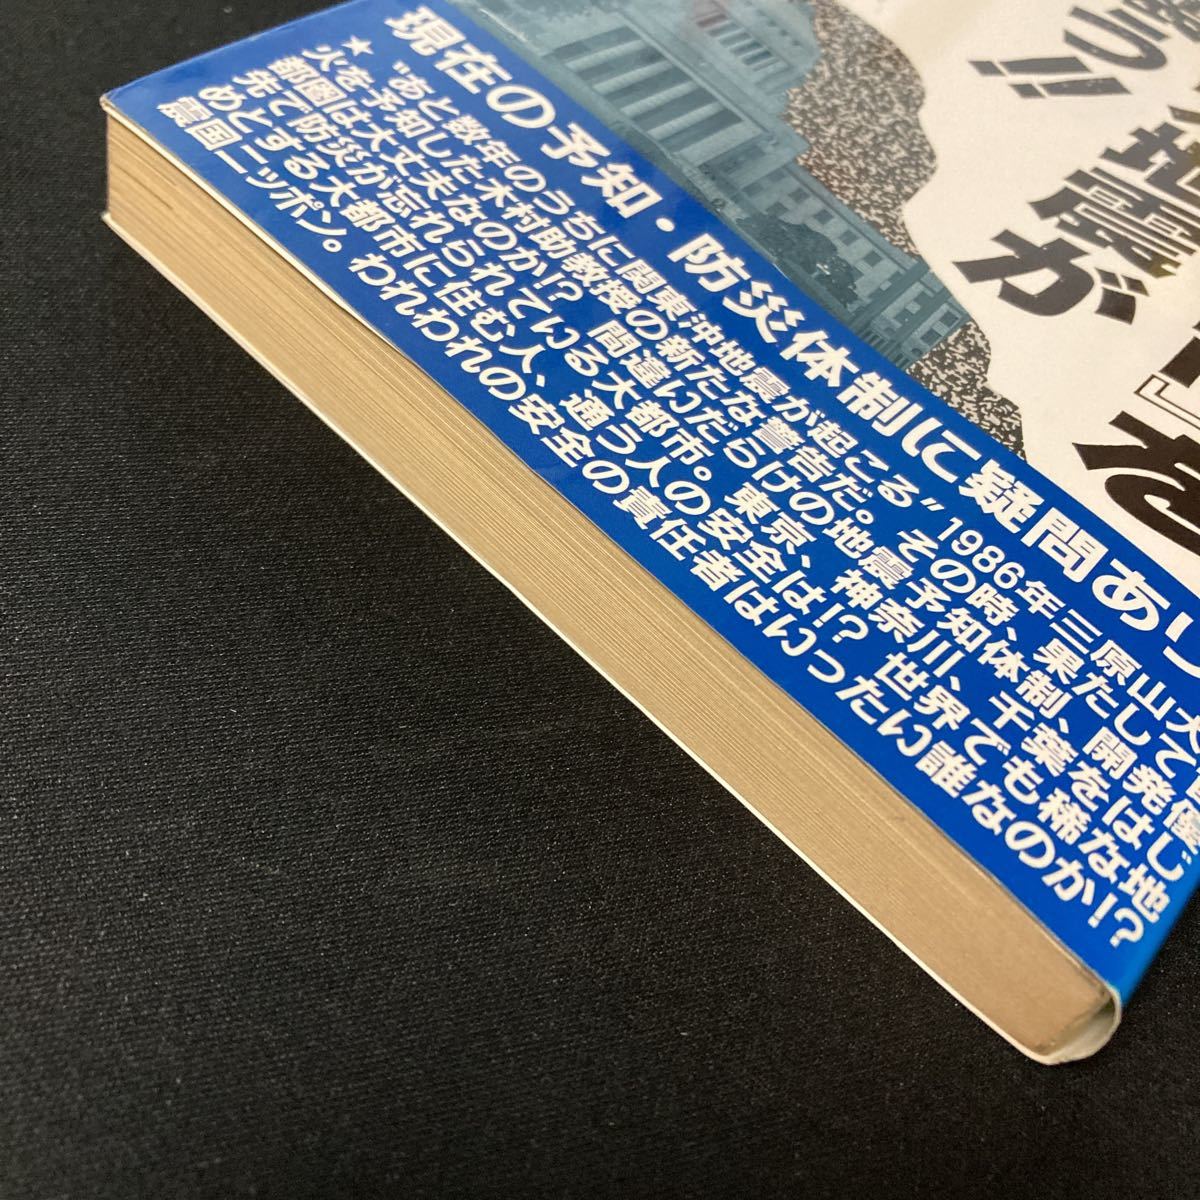 を
地震が
う!!
現在の予知・防災体制に疑問あり
★“あと数年のうちに関東沖地震が起こる”1986年三原山大
火を予知した木村助教授の新たな警告だ。その時、果たして
都圏は大丈夫なのか!? 間違いだらけの地震予知体制、開発優
先で防災が忘れられている大都市。東京、神奈川、千葉をはじ
めとする大都市に住む人、通う人の安全は!? 世界でも稀な地
震国ニッポン。われわれの安全の責任者はいったい誰なのか!?